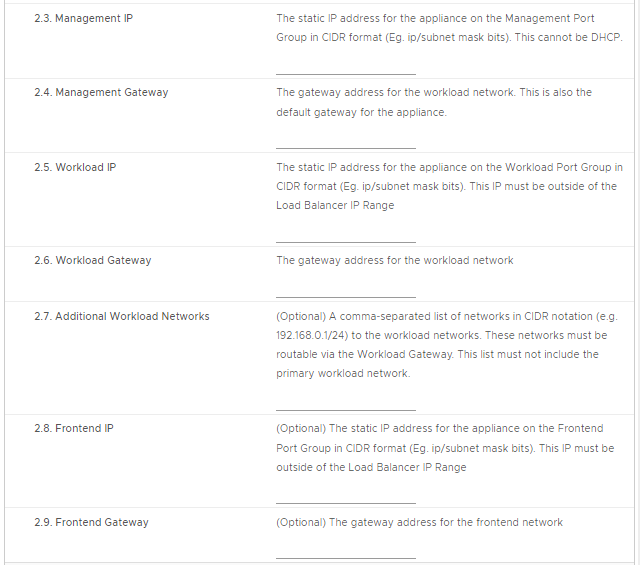 2.3. Management IP
The static IP address for the appliance on the Management Port
Group in CIDR format (Eg. ip/subnet mask bits). This cannot be DHCP.
2.4. Management Gateway
The gateway address for the workload network. This is also the
default gateway for the appliance.
2.5. Workload IP
The static IP address for the appliance on the Workload Port Group in
CIDR format (Eg. ip/subnet mask bits). This IP must be outside of the
Load Balancer IP Range
2.6. Workload Gateway
The gateway address for the workload network
2.7. Additional Workload Networks
(Optional) A comma-separated list of networks in CIDR notation (e.g.
192.168.0.1/24) to the workload networks. These networks must be
routable via the Workload Gateway. This list must not include the
primary workload network.
2.8. Frontend IP
(Optional) The static IP address for the appliance on the Frontend
Port Group in CIDR format (Eg. ip/subnet mask bits). This IP must be
outside of the Load Balancer IP Range
2.9. Frontend Gateway
(Optional) The gateway address for the frontend network